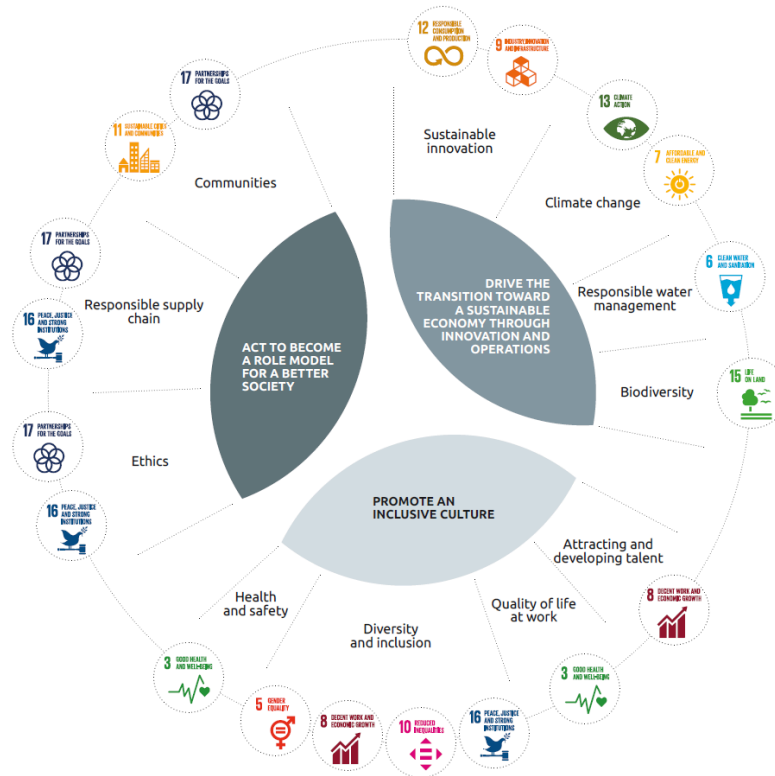 12 RESPONSIBLE
CONSUMPTION
AND PRODUCTION
9 INDUSTRY, INNOVATION
AND INFRASTRUCTURE
13 CLIMATE
ACTION
7 AFFORDABLE AND
CLEAN ENERGY
6 CLEAN WATER
AND SANITATION
15 LIFE
ON LAND
Sustainable
innovation
Climate change
Responsible water
management
Biodiversity
DRIVE THE
TRANSITION TOWARD
A SUSTAINABLE
ECONOMY THROUGH
INNOVATION AND
OPERATIONS
17 PARTNERSHIPS
FOR THE GOALS
11 SUSTAINABLE CITIES
AND COMMUNITIES
Communities
17 PARTNERSHIPS
FOR THE GOALS
16 PEACE, JUSTICE
AND STRONG
INSTITUTIONS
Responsible supply
chain
17 PARTNERSHIPS
FOR THE GOALS
16 PEACE, JUSTICE
AND STRONG
INSTITUTIONS
Ethics
ACT TO BECOME
A ROLE MODEL
FOR A BETTER
SOCIETY
PROMOTE AN
INCLUSIVE CULTURE
Attracting and
developing talent
Quality of life
at work
Diversity
and inclusion
Health
and safety
8 DECENT WORK AND
ECONOMIC GROWTH
3 GOOD HEALTH
AND WELL-BEING
16 PEACE, JUSTICE
AND STRONG
INSTITUTIONS
10 REDUCED
INEQUALITIES
8 DECENT WORK AND
ECONOMIC GROWTH
5 GENDER
EQUALITY
3 GOOD HEALTH
AND WELL-BEING